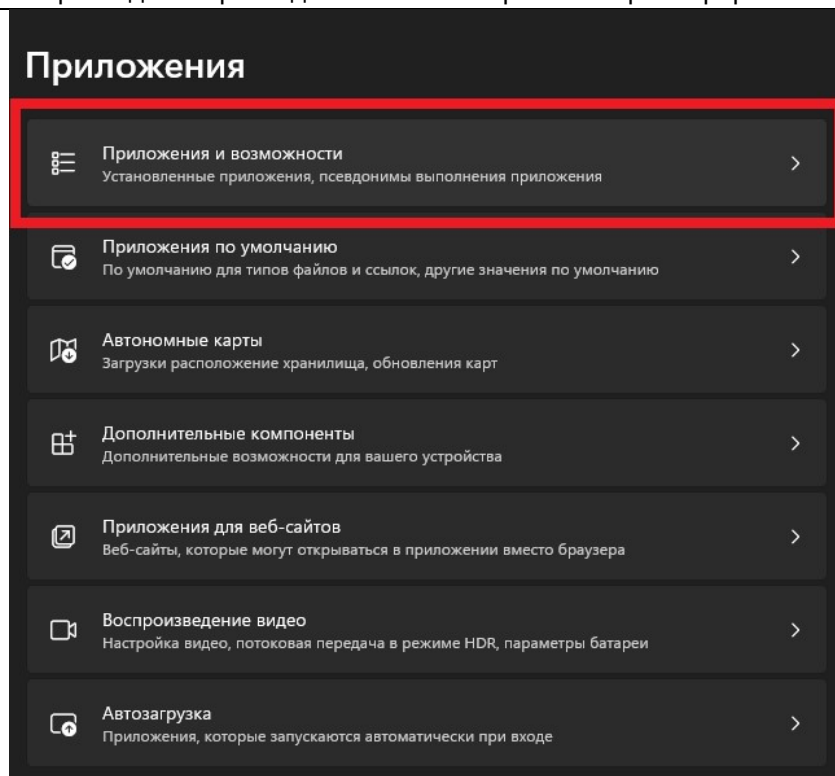 Приложения
Приложения и возможности
Установленные приложения, псевдонимы выполнения приложения
Приложения по умолчанию
По умолчанию для типов файлов и ссылок, другие значения по умолчанию
Автономные карты
Загрузки расположение хранилища, обновления карт
Дополнительные компоненты
Дополнительные возможности для вашего устройства
Приложения для веб-сайтов
Веб-сайты, которые могут открываться в приложении вместо браузера
Воспроизведение видео
Настройка видео, потоковая передача в режиме HDR, параметры батареи
Автозагрузка
Приложения, которые запускаются автоматически при входе